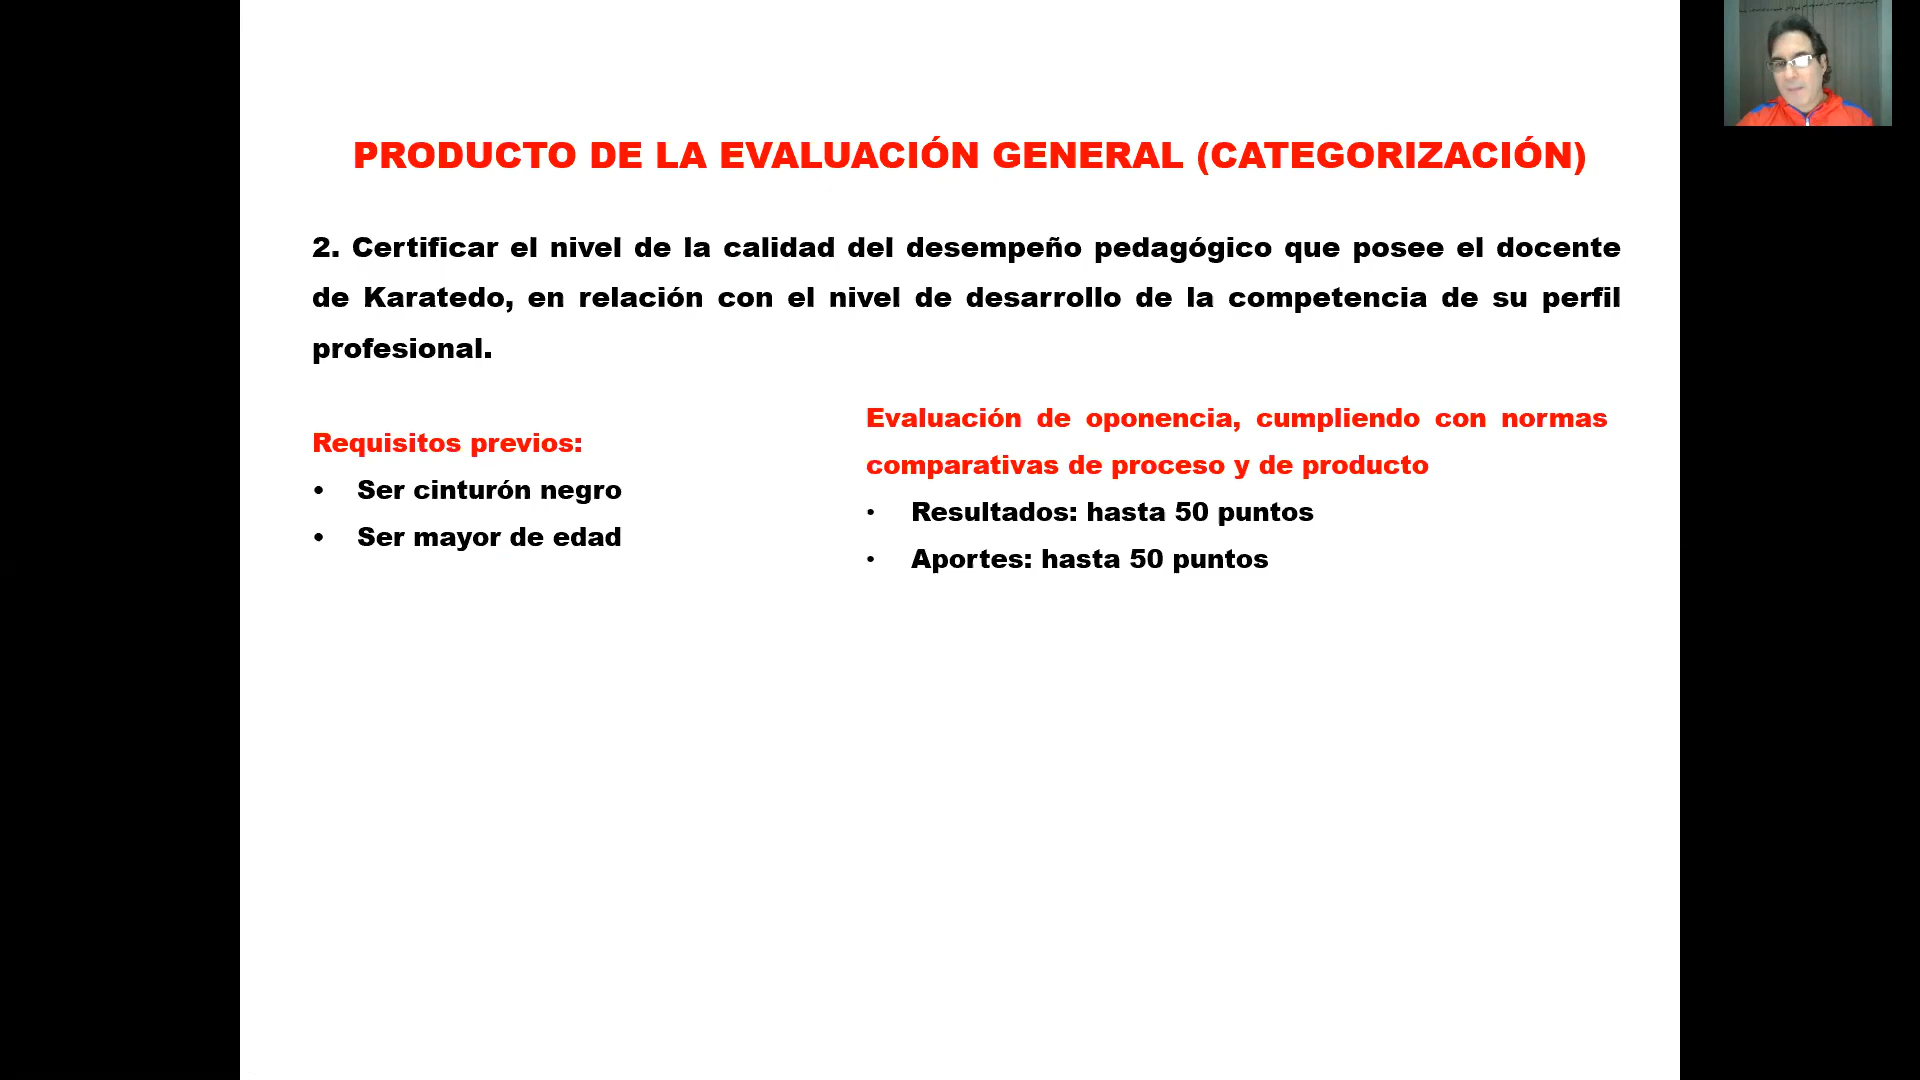 PRODUCTO DE LA EVALUACIÓN GENERAL (CATEGORIZACIÓN)
2. Certificar el nivel de la calidad del desempeño pedagógico que posee el docente
de Karatedo, en relación con el nivel de desarrollo de la competencia de su perfil
profesional.
Requisitos previos:
• Ser cinturón negro
• Ser mayor de edad
Evaluación de oponencia, cumpliendo con normas
comparativas de proceso y de producto
• Resultados: hasta 50 puntos
• Aportes: hasta 50 puntos